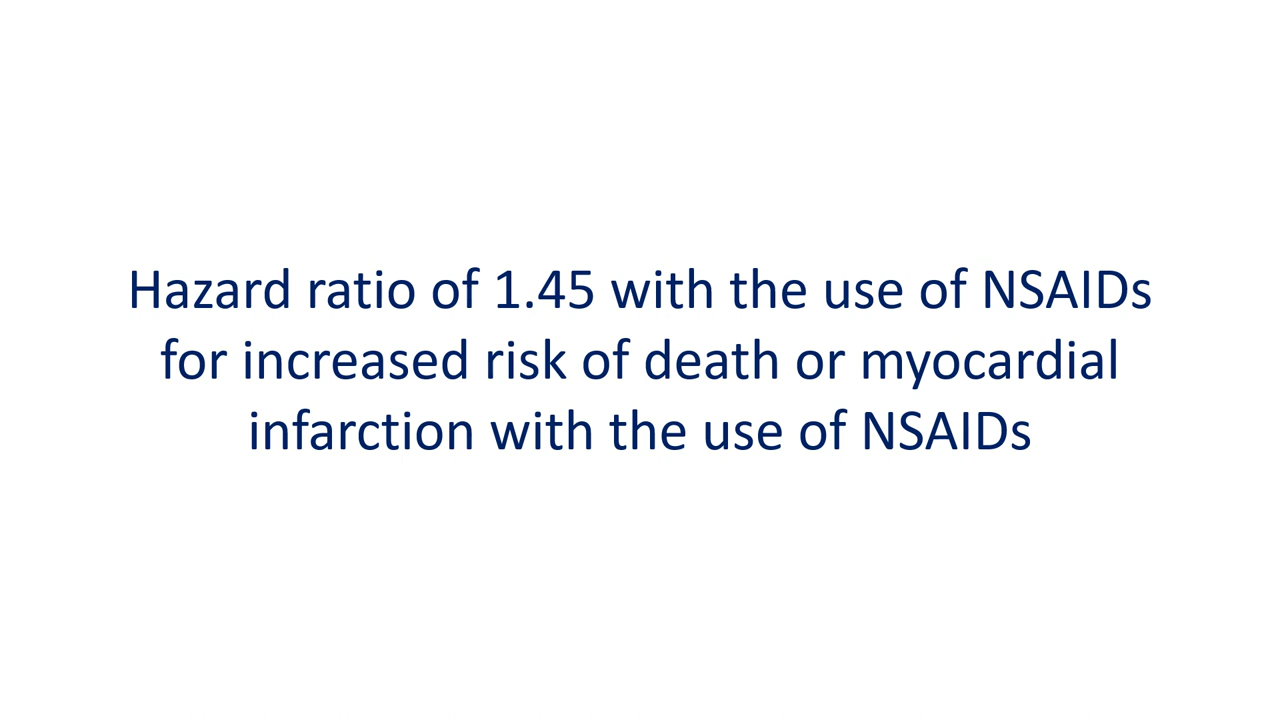 Hazard ratio of 1.45 with the use of NSAIDs
for increased risk of death or myocardial
infarction with the use of NSAIDs